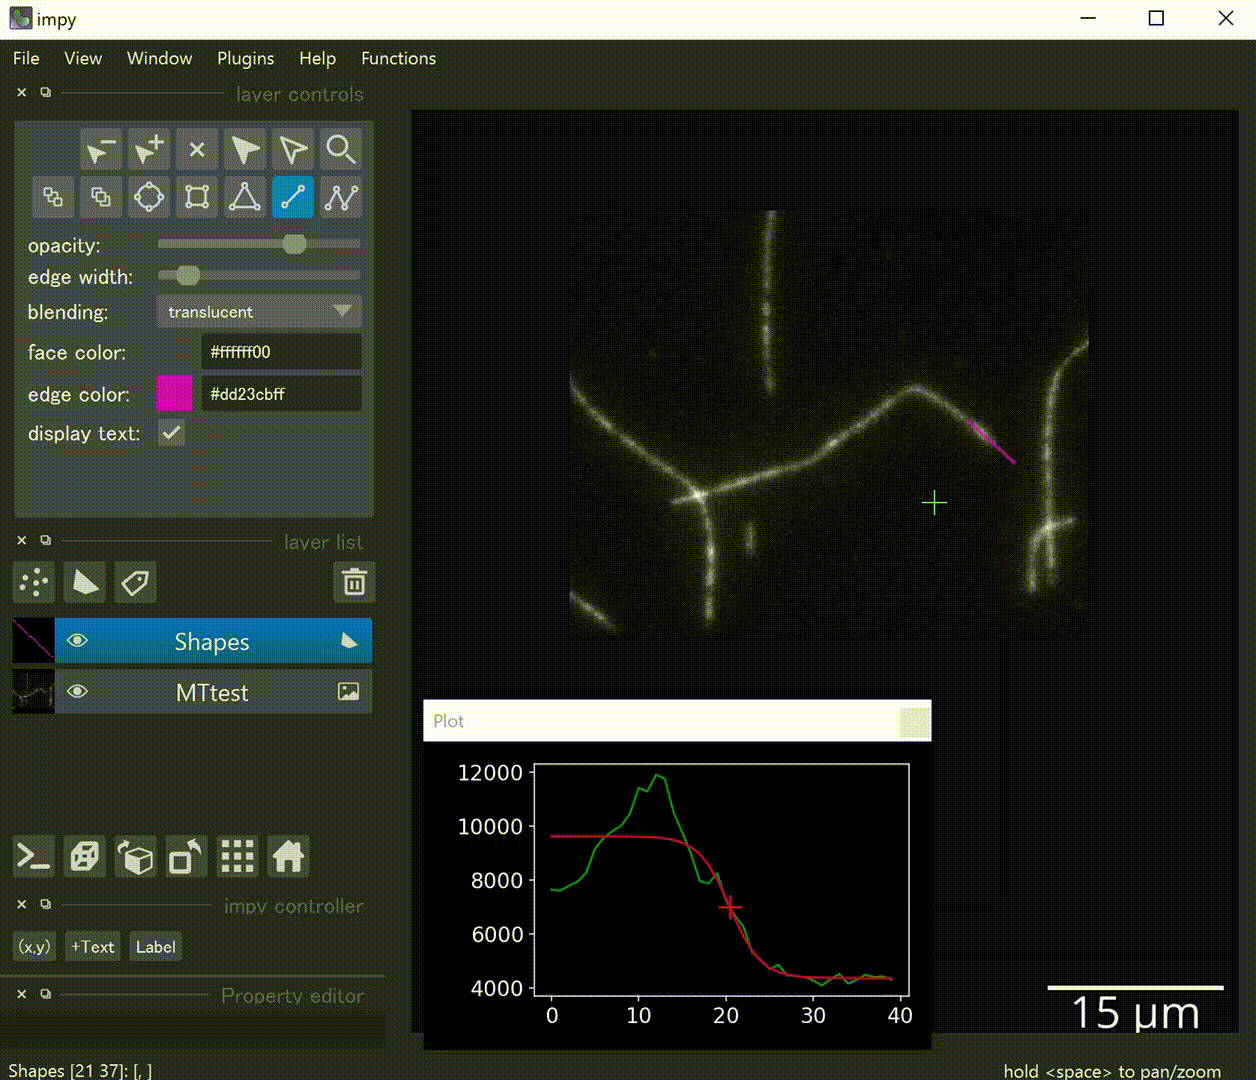 impy
File View Window Plugins Help Functions
layer controls
opacity:
edge width:
blending: translucent
face color: #ffffff00
edge color: #dd23cbff
display text:
layer list
Shapes
MTtest
impy controller
(x,y) +Text Label
Property editor
Plot
12000
10000
8000
6000
4000
0 10 20 30 40
15 μm
Shapes [21 37]: [, ]
hold <space> to pan/zoom